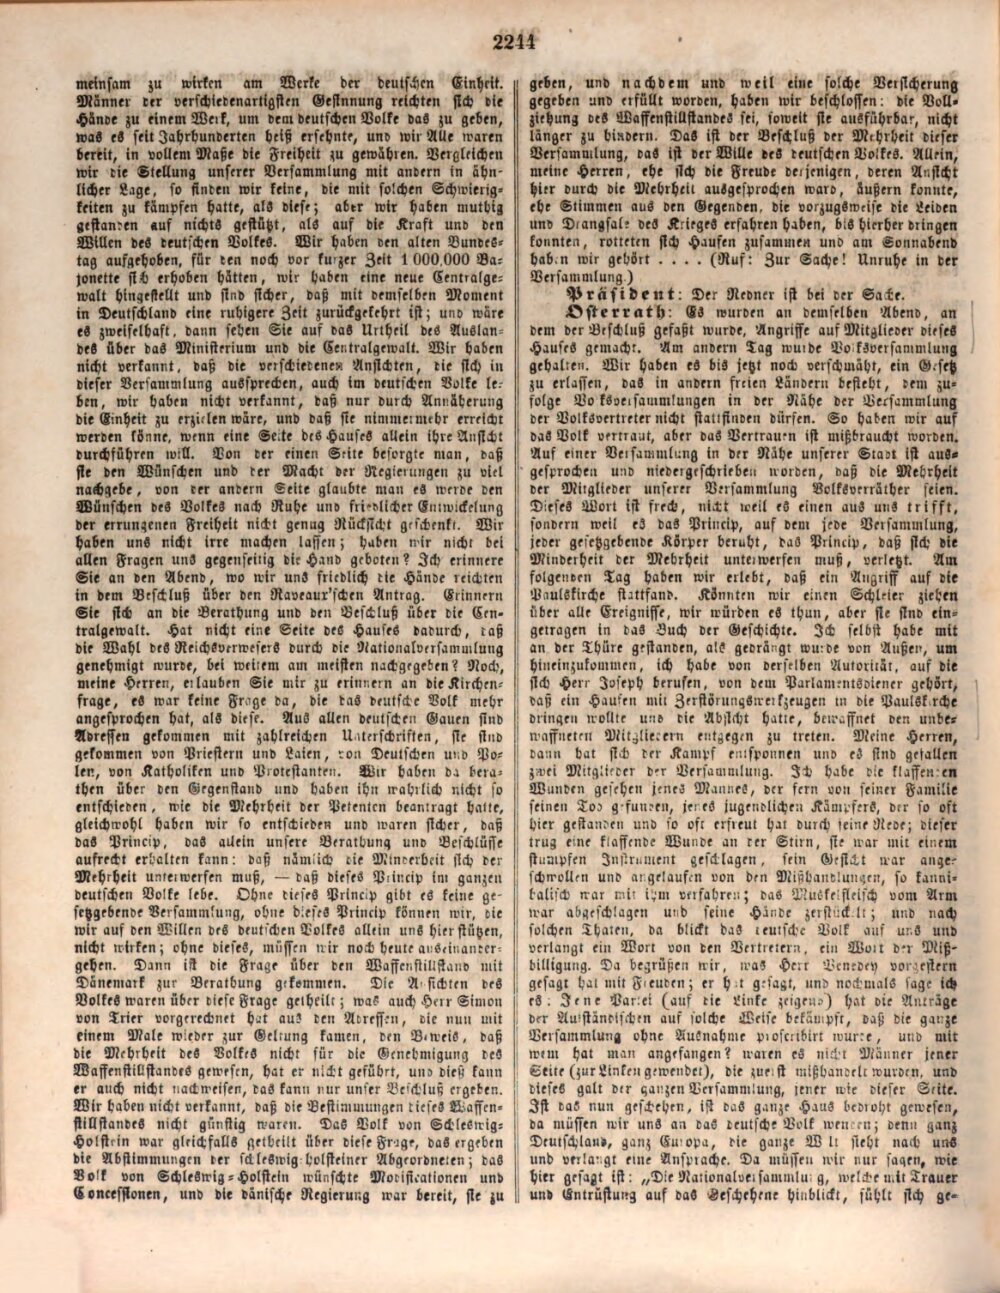 2244
meinsam zu wirken am Werke der deutschen Einheit.
Männer der verschiedenartigsten Gesinnung reichten sich die
Hände zu einem Werk, um dem deutschen Volke das zu geben,
was es seit Jahrhunderten heiß ersehnte, und wir Alle waren
bereit, in vollem Maße die Freiheit zu gewähren. Vergleichen
wir die Stellung unserer Versammlung mit andern in ähn-
licher Lage, so finden wir keine, die mit solchen Schwierig-
keiten zu kämpfen hatte, als diese; aber wir haben muthig
gestanden auf nichts gestützt, als auf die Kraft und den
Willen des deutschen Volkes. Wir haben den alten Bundes-
tag aufgehoben, für den noch vor kurzer Zeit 1 000,000 Ba-
jonette sich erhoben hätten, wir haben eine neue Centralge-
walt hingestellt und sind sicher, daß mit demselben Moment
in Deutschland eine ruhigere Zeit zurückgekehrt ist; und wäre
es zweifelhaft, dann sehen Sie auf das Urtheil des Auslan-
des über das Ministerium und die Centralgewalt. Wir haben
nicht verkannt, daß die verschiedenen Ansichten, die sich in
dieser Versammlung aussprechen, auch im deutschen Volke le-
ben, wir haben nicht verkannt, daß nur durch Annäherung
die Einheit zu erzielen wäre, und daß sie nimmermehr erreicht
werden könne, wenn eine Seite des Hauses allein ihre Ansicht
durchführen will. Von der einen Seite besorgte man, daß
sie den Wünschen und der Macht der Regierungen zu viel
nachgebe, von der andern Seite glaubte man es werde den
Wünschen des Volkes nach Ruhe und friedlicher Entwickelung
der errungenen Freiheit nicht genug Rücksicht geschenkt. Wir
haben uns nicht irre machen lassen; haben wir nicht bei
allen Fragen uns gegenseitig die Hand geboten? Ich erinnere
Sie an den Abend, wo wir uns friedlich die Hände reichten
in dem Beschluß über den Raveaux'schen Antrag. Erinnern
Sie sich an die Berathung und den Beschluß über die Cen-
tralgewalt. Hat nicht eine Seite des Hauses dadurch, daß
die Wahl des Reichsverwesers durch die Nationalversammlung
genehmigt wurde, bei weitem am meisten nachgegeben? Noch,
meine Herren, erlauben Sie mir zu erinnern an die Kirchen-
frage, es war keine Frage da, die das deutsche Volk mehr
angesprochen hat, als diese. Aus allen deutschen Gauen sind
Adressen gekommen mit zahlreichen Unterschriften, sie sind
gekommen von Priestern und Laien, von Deutschen und Po-
len, von Katholiken und Protestanten. Wir haben da bera-
then über den Gegenstand und haben ihn wahrlich nicht so
entschieden, wie die Mehrheit der Petenten beantragt hatte,
gleichwohl haben wir so entschieden und waren sicher, daß
das Princip, das allein unsere Berathung und Beschlüsse
aufrecht erhalten kann: daß nämlich die Minderheit sich der
Mehrheit unterwerfen muß, — daß dieses Princip im ganzen
deutschen Volke lebe. Ohne dieses Princip gibt es keine ge-
setzgebende Versammlung, ohne dieses Princip können wir, die
wir auf den Willen des deutschen Volkes allein uns hier stützen,
nicht wirken; ohne dieses, müssen wir noch heute auseinander-
gehen. Dann ist die Frage über den Waffenstillstand mit
Dänemark zur Berathung gekommen. Die Ansichten des
Volkes waren über diese Frage getheilt; was auch Herr Simon
von Trier vorgerechnet hat aus den Adressen, die nun mit
einem Male wieder zur Geltung kamen, den Beweis, daß
die Mehrheit des Volkes nicht für die Genehmigung des
Waffenstillstandes gewesen, hat er nicht geführt, und dieß kann
er auch nicht nachweisen, das kann nur unser Beschluß ergeben.
Wir haben nicht verkannt, daß die Bestimmungen dieses Waffen-
stillstandes nicht günstig waren. Das Volk von Schleswig-
Holstein war gleichfalls getheilt über diese Frage, das ergeben
die Abstimmungen der schleswig-holsteiner Abgeordneten; das
Volk von Schleswig-Holstein wünschte Modificationen und
Concessionen, und die dänische Regierung war bereit, sie zu
geben, und nachdem und weil eine solche Versicherung
gegeben und erfüllt worden, haben wir beschlossen: die Voll-
ziehung des Waffenstillstandes sei, soweit sie ausführbar, nicht
länger zu hindern. Das ist der Beschluß der Mehrheit dieser
Versammlung, das ist der Wille des deutschen Volkes. Allein,
meine Herren, ehe sich die Freude derjenigen, deren Ansicht
hier durch die Mehrheit ausgesprochen ward, äußern konnte,
ehe Stimmen aus den Gegenden, die vorzugsweise die Leiden
und Drangsale des Krieges erfahren haben, bis hierher dringen
konnten, rotteten sich Haufen zusammen und am Sonnabend
haben wir gehört . . . . (Ruf: Zur Sache! Unruhe in der
Versammlung.)
Präsident: Der Redner ist bei der Sache.
Osterrath: Es wurden an demselben Abend, an
dem der Beschluß gefaßt wurde, Angriffe auf Mitglieder dieses
Hauses gemacht. Am andern Tag wurde Volksversammlung
gehalten. Wir haben es bis jetzt noch verschmäht, ein Gesetz
zu erlassen, das in andern freien Ländern besteht, dem zu-
folge Volksversammlungen in der Nähe der Versammlung
der Volksvertreter nicht stattfinden dürfen. So haben wir auf
das Volk vertraut, aber das Vertrauen ist mißbraucht worden.
Auf einer Versammlung in der Nähe unserer Stadt ist aus-
gesprochen und niedergeschrieben worden, daß die Mehrheit
der Mitglieder unserer Versammlung Volksverräther seien.
Dieses Wort ist frech, nicht weil es einen aus uns trifft,
sondern weil es das Princip, auf dem jede Versammlung,
jeder gesetzgebende Körper beruht, das Princip, daß sich die
Minderheit der Mehrheit unterwerfen muß, verletzt. Am
folgenden Tag haben wir erlebt, daß ein Angriff auf die
Paulskirche stattfand. Könnten wir einen Schleier ziehen
über alle Ereignisse, wir würden es thun, aber sie sind ein-
getragen in das Buch der Geschichte. Ich selbst habe mit
an der Thüre gestanden, als gedrängt wurde von Außen, um
hineinzukommen, ich habe von derselben Autorität, auf die
sich Herr Joseph berufen, von dem Parlamentsdiener gehört,
daß ein Haufen mit Zerstörungswerkzeugen in die Paulskirche
dringen wollte und die Absicht hatte, bewaffnet den unbe-
waffneten Mitgliedern entgegen zu treten. Meine Herren,
dann hat sich der Kampf entsponnen und es sind gefallen
zwei Mitglieder der Versammlung. Ich habe die klaffenden
Wunden gesehen jenes Mannes, der fern von seiner Familie
seinen Tod gefunden, jenes jugendlichen Kämpfers, der so oft
hier gestanden und so oft erfreut hat durch seine Rede; dieser
trug eine klaffende Wunde an der Stirn, sie war mit einem
stumpfen Instrument geschlagen, sein Gesicht war ange-
schwollen und angelaufen von den Mißhandlungen, so kanni-
balisch war mit ihm verfahren; das Muskelfleisch vom Arm
war abgeschlagen und seine Hände zerstückelt; und nach
solchen Thaten, da blickt das deutsche Volk auf uns und
verlangt ein Wort von den Vertretern, ein Wort der Miß-
billigung. Da begrüßen wir, was Herr Venedey vorgestern
gesagt hat mit Freuden; er hat gesagt, und nochmals sage ich
es: Jene Partei (auf die Linke zeigend) hat die Anträge
der Aufständischen auf solche Weise bekämpft, daß die ganze
Versammlung ohne Ausnahme proscribirt wurde, und mit
wem hat man angefangen? waren es nicht Männer jener
Seite (zur Linken gewendet), die zuerst mißhandelt wurden, und
dieses galt der ganzen Versammlung, jener wie dieser Seite.
Ist das nun geschehen, ist das ganze Haus bedroht gewesen,
da müssen wir uns an das deutsche Volk wenden; denn ganz
Deutschland, ganz Europa, die ganze Welt sieht nach uns
und verlangt eine Ansprache. Da müssen wir nur sagen, wie
hier gesagt ist: „Die Nationalversammlung, welche mit Trauer
und Entrüstung auf das Geschehene hinblickt, fühlt sich ge-